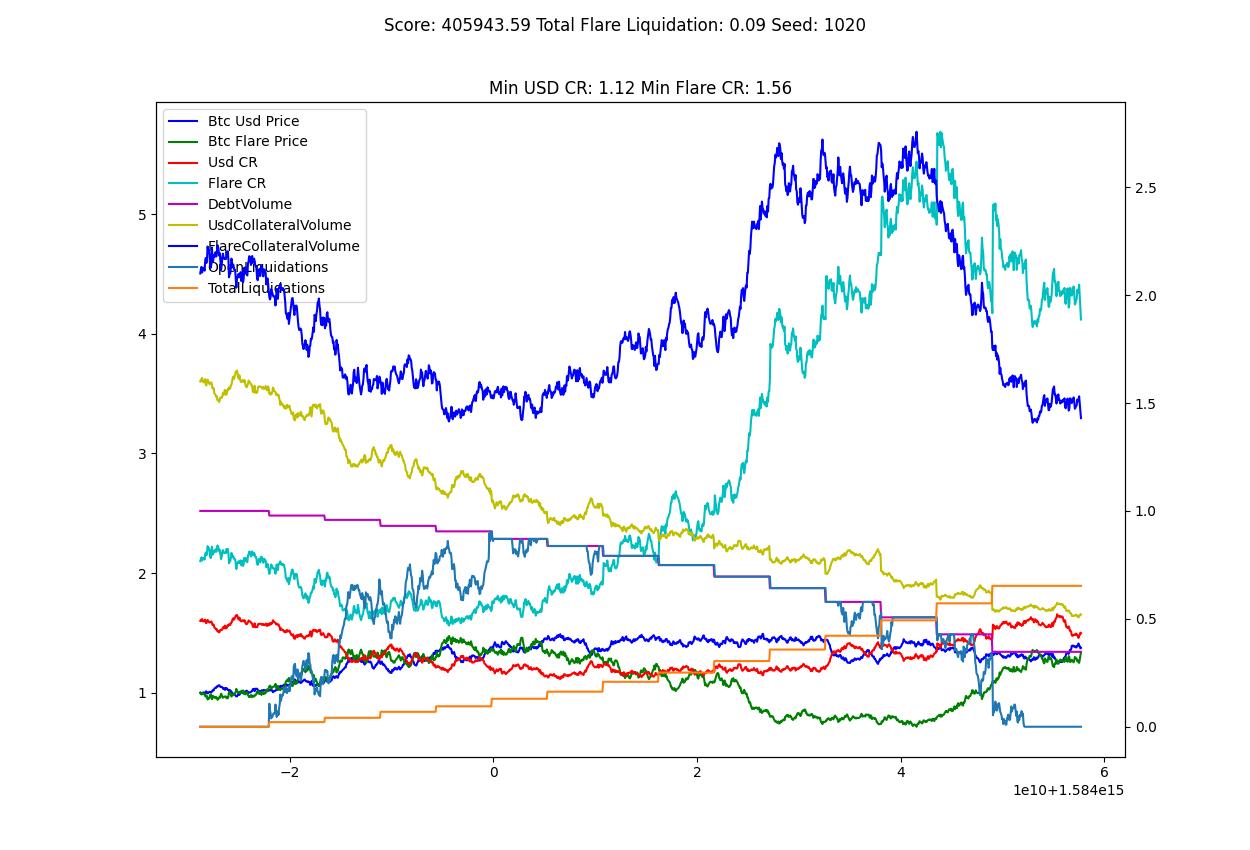 Score: 405943.59 Total Flare Liquidation: 0.09 Seed: 1020
Min USD CR: 1.12 Min Flare CR: 1.56
Btc Usd Price
Btc Flare Price
Usd CR
Flare CR
DebtVolume
UsdCollateralVolume
FlareCollateralVolume
OpenLiquidations
TotalLiquidations
5
4
3
2
1
2.5
2.0
1.5
1.0
0.5
0.0
−2
0
2
4
6
1e10+1.584e15